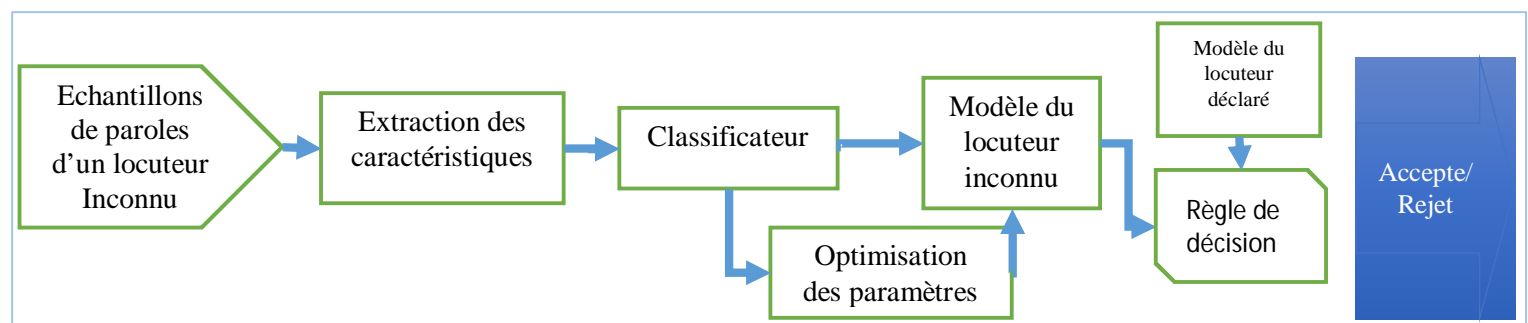 Echantillons
de paroles
d'un locuteur
Inconnu
Extraction des
caractéristiques
Classificateur
Optimisation
des paramètres
Modèle du
locuteur
inconnu
Modèle du
locuteur
déclaré
Règle de
décision
Accepte/
Rejet